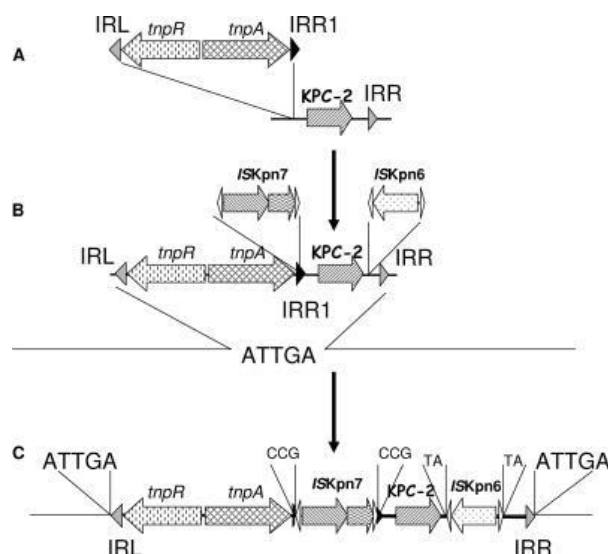 IRL tnpR tnpA IRR1
A
KPC-2 IRR
ISKpn7 ISKpn6
B
IRL tnpR tnpA KPC-2 IRR
IRR1
ATTGA
C
ATTGA CCG CCG TA TA ATTGA
tnpR tnpA ISKpn7 KPC-2 ISKpn6
IRL IRR